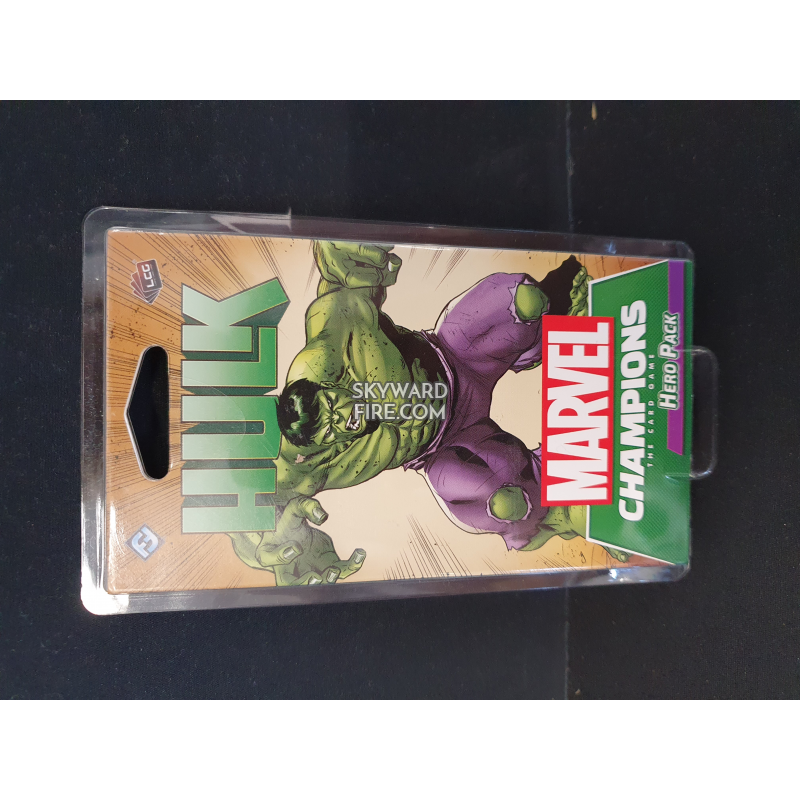 LCG
HULK
SKYWARD
FIRE.COM
MARVEL
CHAMPIONS
THE CARD GAME
HERO PACK